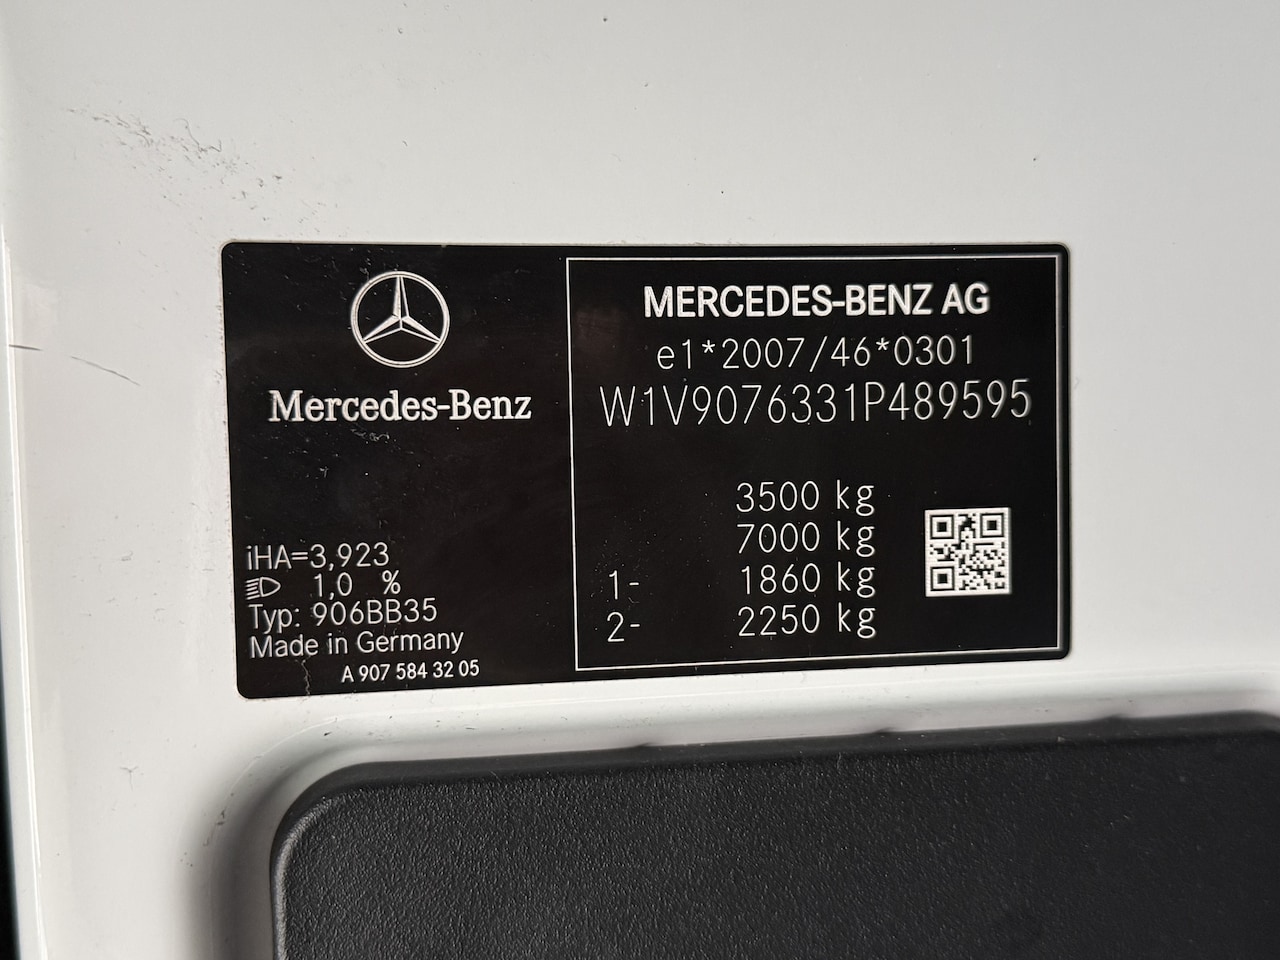 Mercedes-Benz
iHA=3,923
1,0 %
Typ: 906BB35
Made in Germany
A 907 584 32 05
MERCEDES-BENZ AG
e1*2007/46*0301
W1V9076331P489595
3500 kg
7000 kg
1- 1860 kg
2- 2250 kg